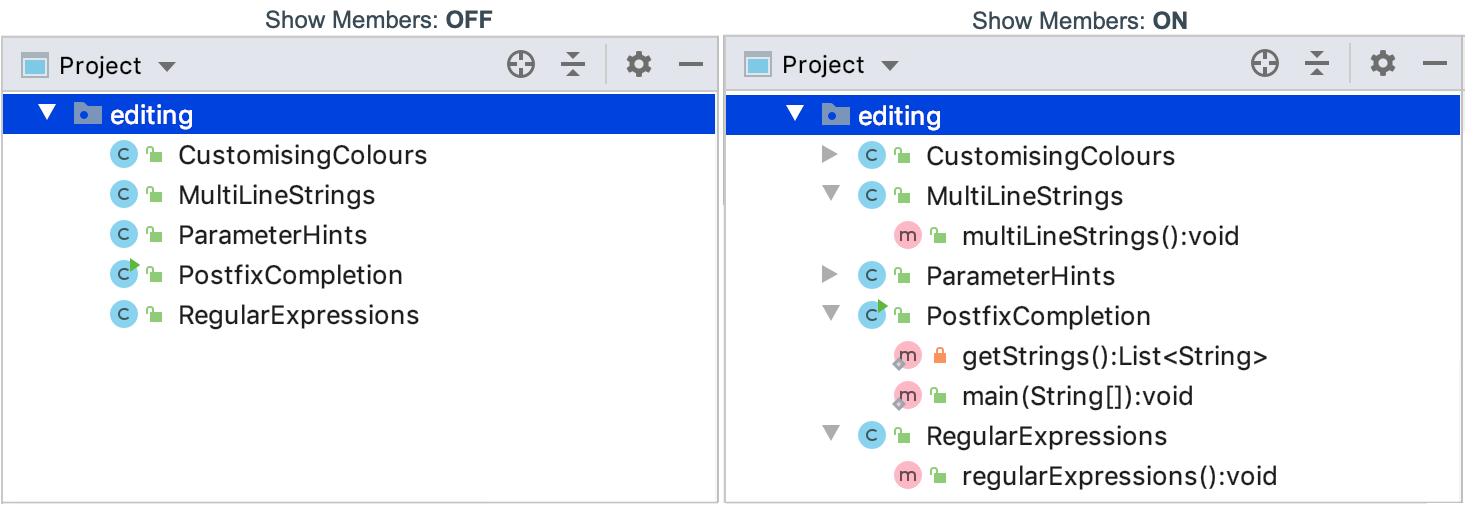 Show Members: OFF
Project
editing
CustomisingColours
MultiLineStrings
ParameterHints
PostfixCompletion
RegularExpressions
Show Members: ON
Project
editing
CustomisingColours
MultiLineStrings
multiLineStrings():void
ParameterHints
PostfixCompletion
getStrings():List<String>
main(String[]):void
RegularExpressions
regularExpressions():void